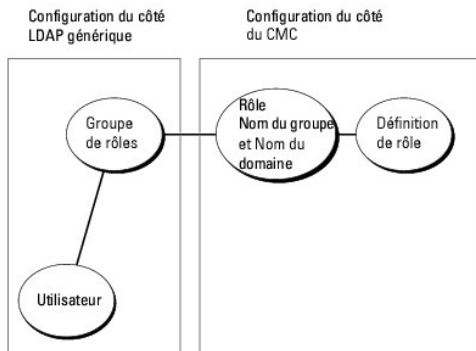 Configuration du côté
LDAP générique
Configuration du côté
du CMC
Groupe
de rôles
Rôle
Nom du groupe
et Nom du
domaine
Définition
de rôle
Utilisateur